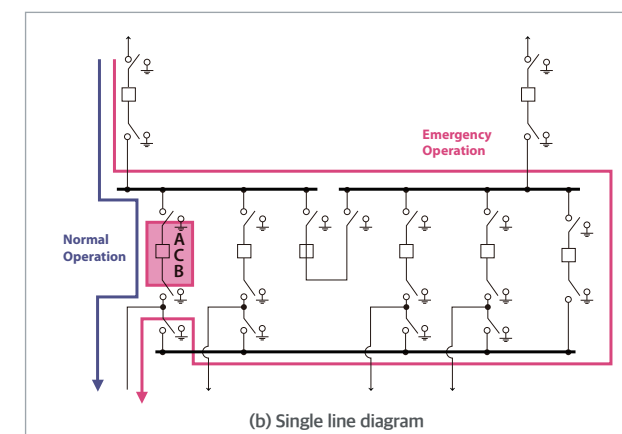 Emergency
Operation
Normal
Operation
A
C
B
(b) Single line diagram